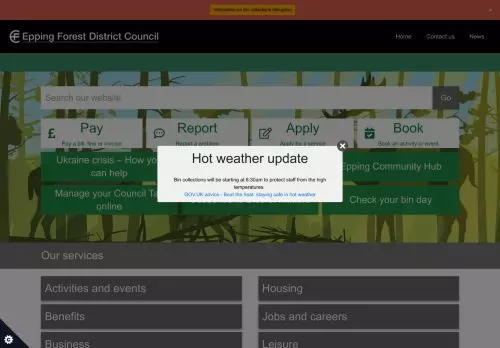 Epping Forest District Council
Home
Contact us
News
Search our website
Go
Pay
Pay a bill, fine or invoice
Report
Report a problem
Apply
Apply for a service
Book
Book an activity or event
Ukraine crisis – How you
can help
Epping Community Hub
Manage your Council Tax
online
Check your bin day
Hot weather update
Bin collections will be starting at 6:30am to protect staff from the high
temperatures
GOV.UK advice - Beat the heat: staying safe in hot weather
Our services
Activities and events
Housing
Benefits
Jobs and careers
Business
Leisure